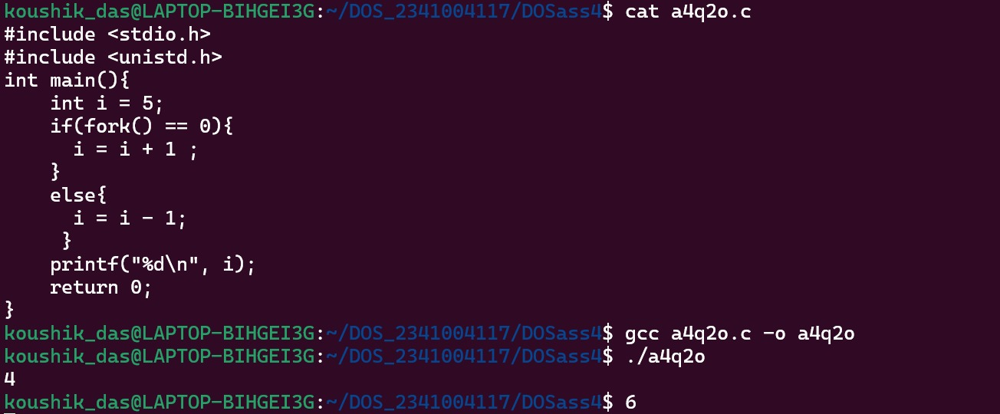 koushik_das@LAPTOP-BIHGEI3G:~/DOS_2341004117/DOSass4$ cat a4q2o.c
#include <stdio.h>
#include <unistd.h>
int main(){
    int i = 5;
    if(fork() == 0){
      i = i + 1 ;
    }
    else{
      i = i - 1;
     }
    printf("%d\n", i);
    return 0;
}
koushik_das@LAPTOP-BIHGEI3G:~/DOS_2341004117/DOSass4$ gcc a4q2o.c -o a4q2o
koushik_das@LAPTOP-BIHGEI3G:~/DOS_2341004117/DOSass4$ ./a4q2o
4
koushik_das@LAPTOP-BIHGEI3G:~/DOS_2341004117/DOSass4$ 6